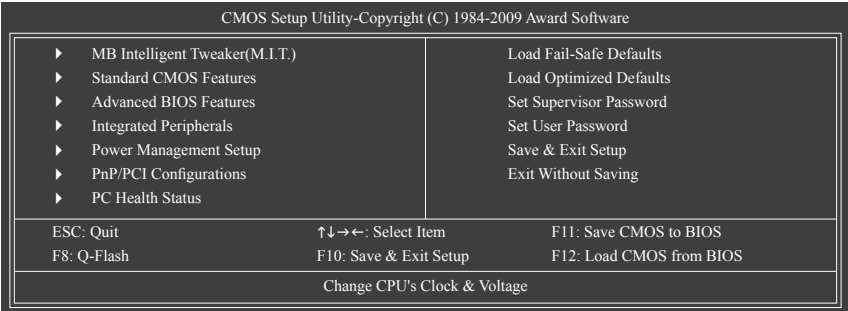 CMOS Setup Utility-Copyright (C) 1984-2009 Award Software
MB Intelligent Tweaker(M.I.T.)
Standard CMOS Features
Advanced BIOS Features
Integrated Peripherals
Power Management Setup
PnP/PCI Configurations
PC Health Status
Load Fail-Safe Defaults
Load Optimized Defaults
Set Supervisor Password
Set User Password
Save & Exit Setup
Exit Without Saving
ESC: Quit ↑↓→←: Select Item F11: Save CMOS to BIOS
F8: Q-Flash F10: Save & Exit Setup F12: Load CMOS from BIOS
Change CPU's Clock & Voltage